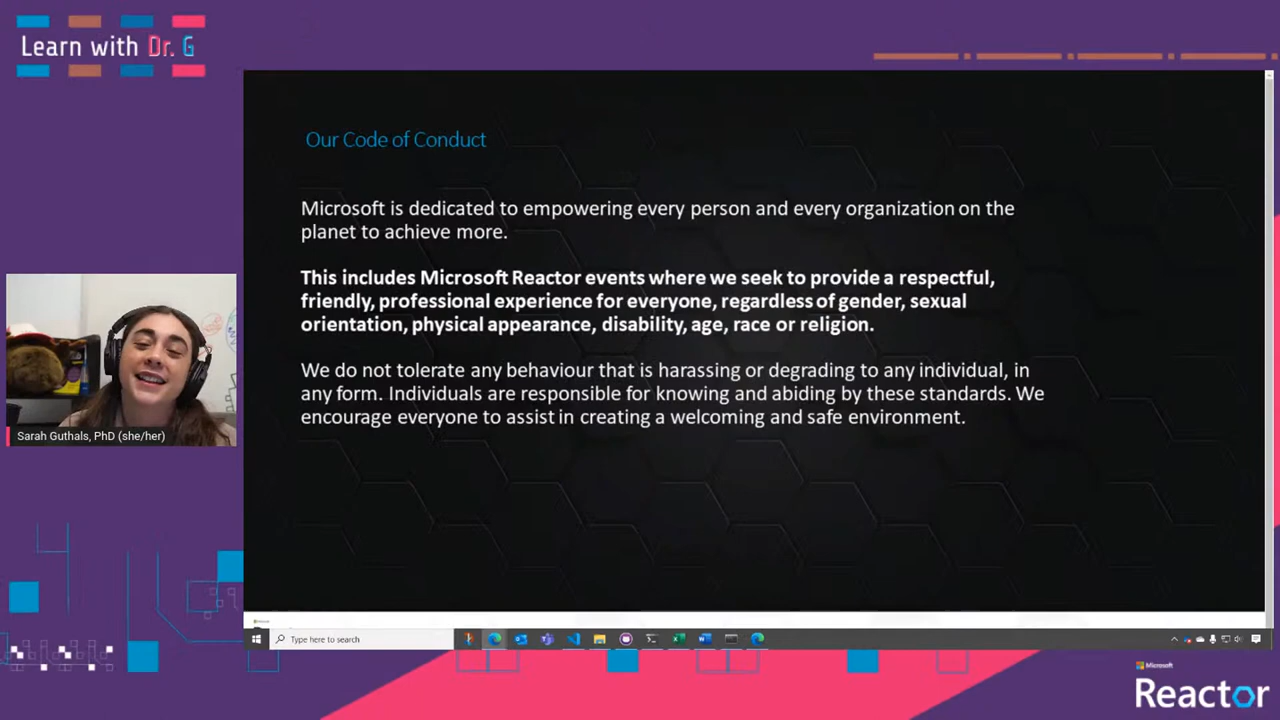 Learn with Dr. G
Our Code of Conduct
Microsoft is dedicated to empowering every person and every organization on the
planet to achieve more.
This includes Microsoft Reactor events where we seek to provide a respectful,
friendly, professional experience for everyone, regardless of gender, sexual
orientation, physical appearance, disability, age, race or religion.
We do not tolerate any behaviour that is harassing or degrading to any individual, in
any form. Individuals are responsible for knowing and abiding by these standards. We
encourage everyone to assist in creating a welcoming and safe environment.
Sarah Guthals, PhD (she/her)
Type here to search
Microsoft
Reactor